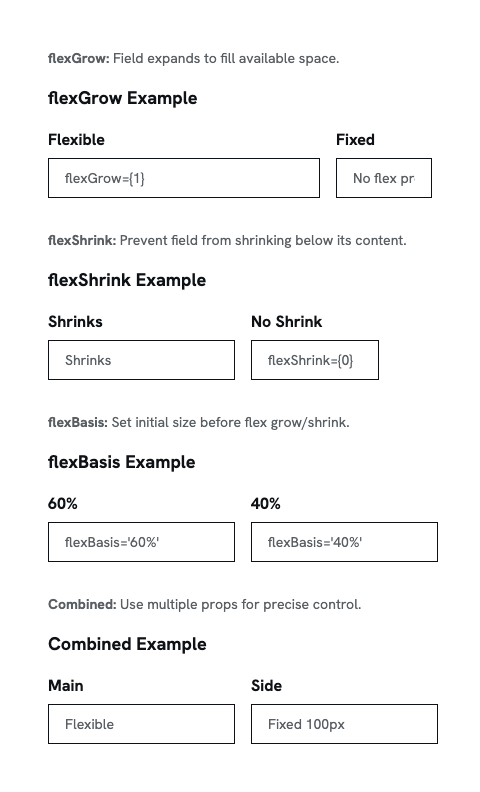 flexGrow: Field expands to fill available space.
flexGrow Example
Flexible Fixed
flexGrow={1} No flex pr
flexShrink: Prevent field from shrinking below its content.
flexShrink Example
Shrinks No Shrink
Shrinks flexShrink={0}
flexBasis: Set initial size before flex grow/shrink.
flexBasis Example
60% 40%
flexBasis='60%' flexBasis='40%'
Combined: Use multiple props for precise control.
Combined Example
Main Side
Flexible Fixed 100px